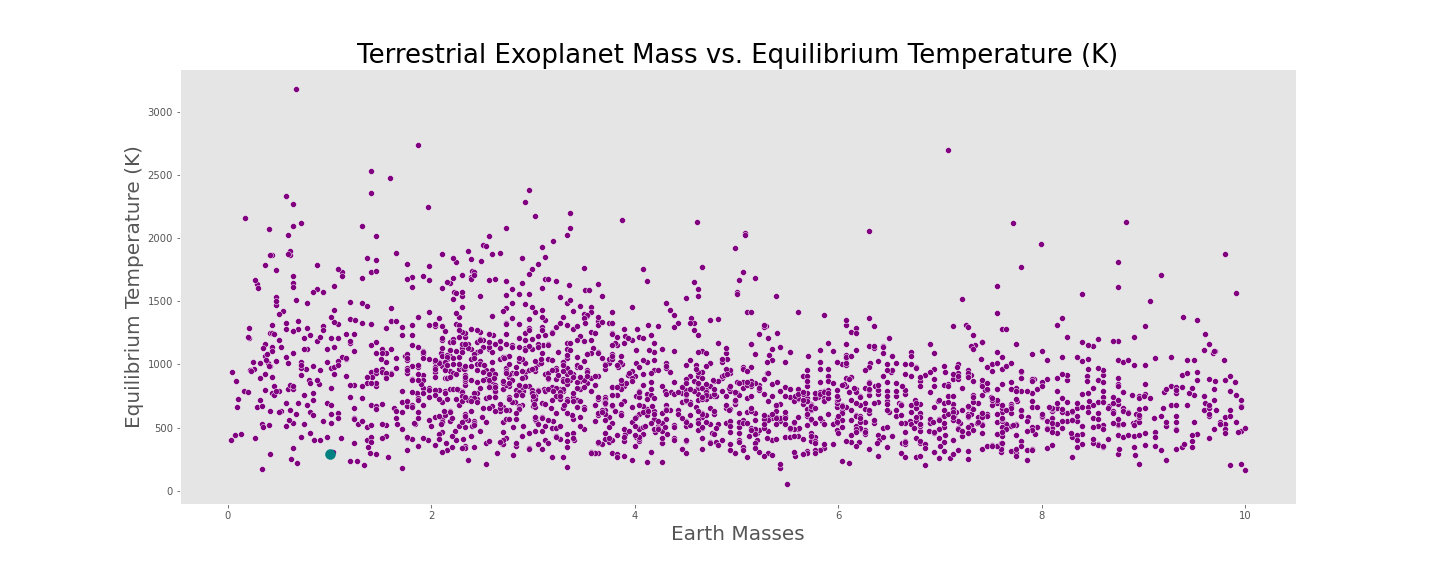 Terrestrial Exoplanet Mass vs. Equilibrium Temperature (K)
Equilibrium Temperature (K)
3000
2500
2000
1500
1000
500
0
0 2 4 6 8 10
Earth Masses